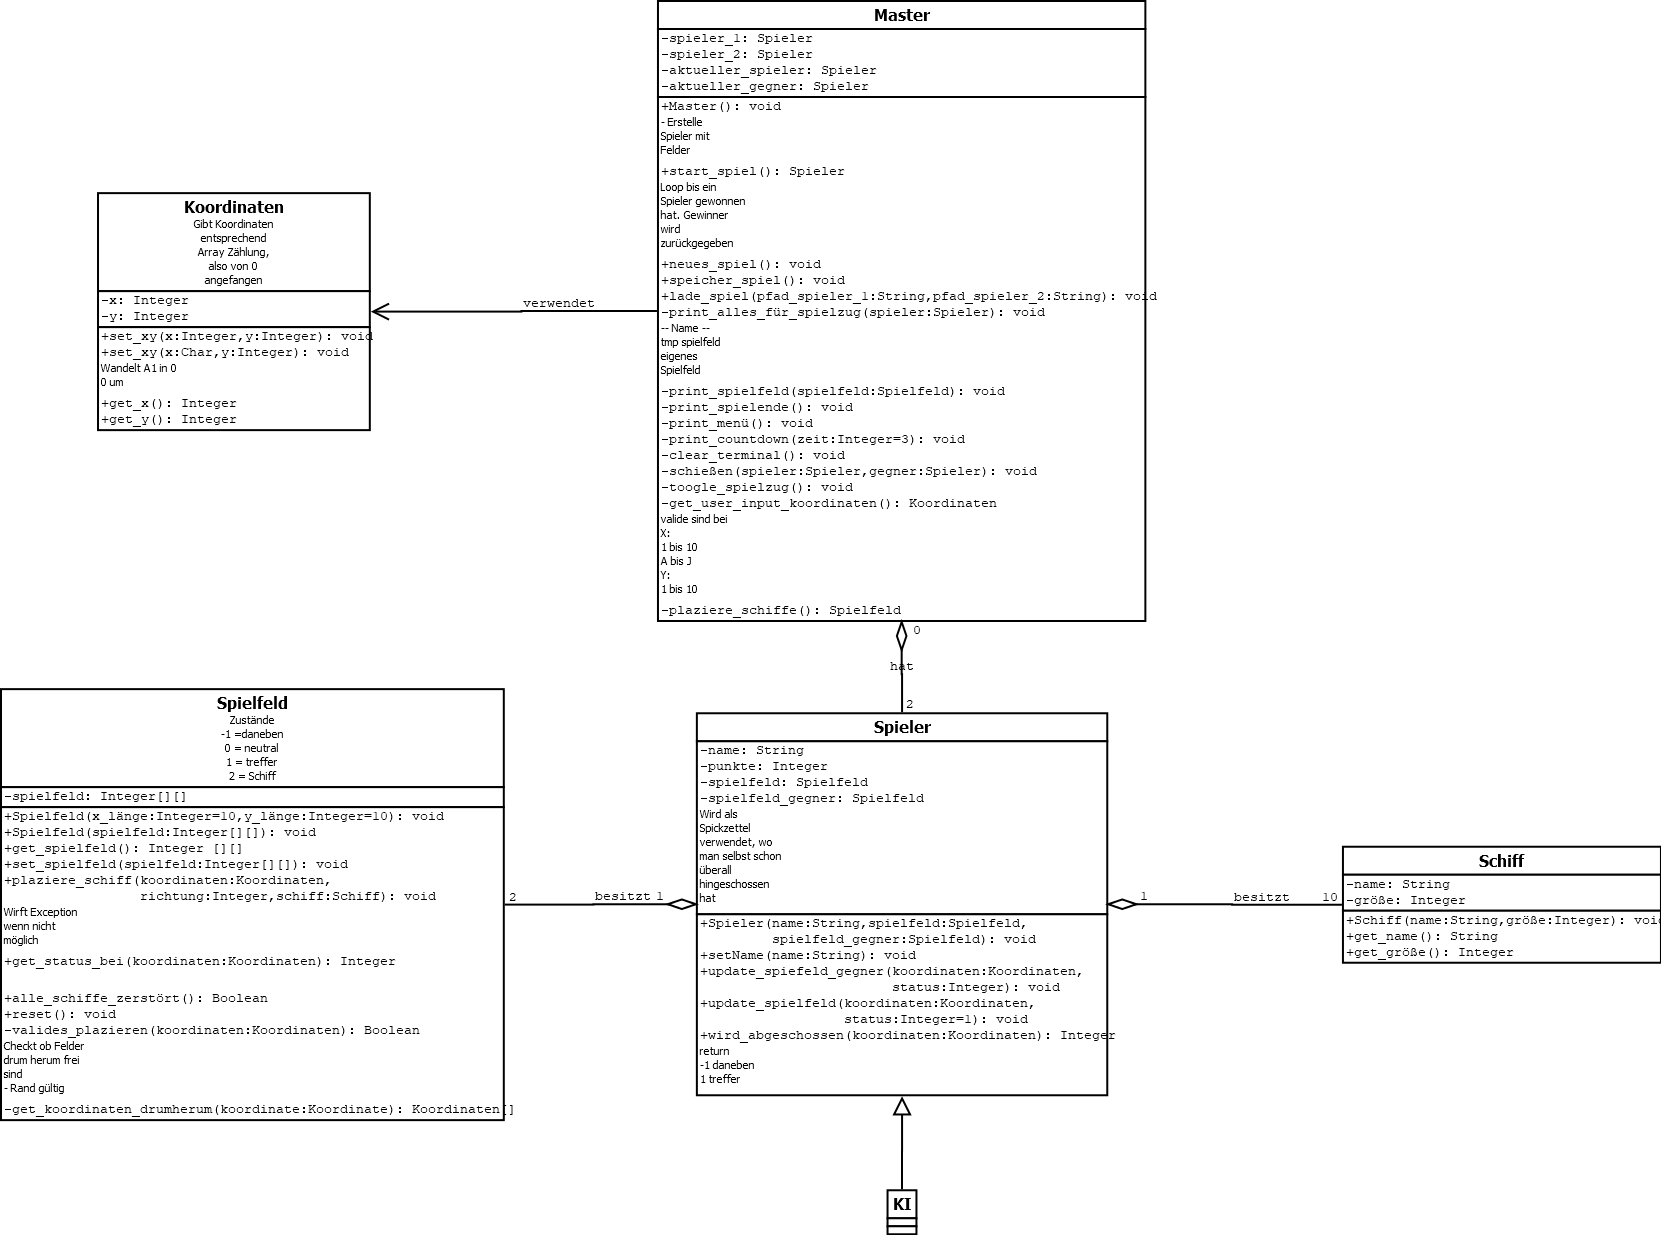 Master
-spieler_1: Spieler
-spieler_2: Spieler
-aktueller_spieler: Spieler
-aktueller_gegner: Spieler
+Master(): void
- Erstelle
Spieler mit
Felder
+start_spiel(): Spieler
Loop bis ein
Spieler gewonnen
hat. Gewinner
wird
zurückgegeben
+neues_spiel(): void
+speicher_spiel(): void
+lade_spiel(pfad_spieler_1:String,pfad_spieler_2:String): void
-print_alles_für_spielzug(spieler:Spieler): void
-- Name --
tmp spielfeld
eigenes
Spielfeld
-print_spielfeld(spielfeld:Spielfeld): void
-print_spielende(): void
-print_menü(): void
-print_countdown(zeit:Integer=3): void
-clear_terminal(): void
-schießen(spieler:Spieler,gegner:Spieler): void
-toogle_spielzug(): void
-get_user_input_koordinaten(): Koordinaten
valide sind bei
X:
1 bis 10
A bis J
Y:
1 bis 10
-plaziere_schiffe(): Spielfeld
Koordinaten
Gibt Koordinaten
entsprechend
Array Zählung,
also von 0
angefangen
-x: Integer
-y: Integer
+set_xy(x:Integer,y:Integer): void
+set_xy(x:Char,y:Integer): void
Wandelt A1 in 0
0 um
+get_x(): Integer
+get_y(): Integer
verwendet
0
hat
2
Spielfeld
Zustände
-1 =daneben
0 = neutral
1 = treffer
2 = Schiff
-spielfeld: Integer[][]
+Spielfeld(x_länge:Integer=10,y_länge:Integer=10): void
+Spielfeld(spielfeld:Integer[][]): void
+get_spielfeld(): Integer [][]
+set_spielfeld(spielfeld:Integer[][]): void
+plaziere_schiff(koordinaten:Koordinaten,
richtung:Integer,schiff:Schiff): void
Wirft Exception
wenn nicht
möglich
+get_status_bei(koordinaten:Koordinaten): Integer
+alle_schiffe_zerstört(): Boolean
+reset(): void
-valides_plazieren(koordinaten:Koordinaten): Boolean
Checkt ob Felder
drum herum frei
sind
- Rand gültig
-get_koordinaten_drumherum(koordinate:Koordinate): Koordinaten[]
2 besitzt 1
Spieler
-name: String
-punkte: Integer
-spielfeld: Spielfeld
-spielfeld_gegner: Spielfeld
Wird als
Spickzettel
verwendet, wo
man selbst schon
überall
hingeschossen
hat
+Spieler(name:String,spielfeld:Spielfeld,
spielfeld_gegner:Spielfeld): void
+setName(name:String): void
+update_spiefeld_gegner(koordinaten:Koordinaten,
status:Integer): void
+update_spielfeld(koordinaten:Koordinaten,
status:Integer=1): void
+wird_abgeschossen(koordinaten:Koordinaten): Integer
return
-1 daneben
1 treffer
1 besitzt 10
Schiff
-name: String
-größe: Integer
+Schiff(name:String,größe:Integer): voi
+get_name(): String
+get_größe(): Integer
KI